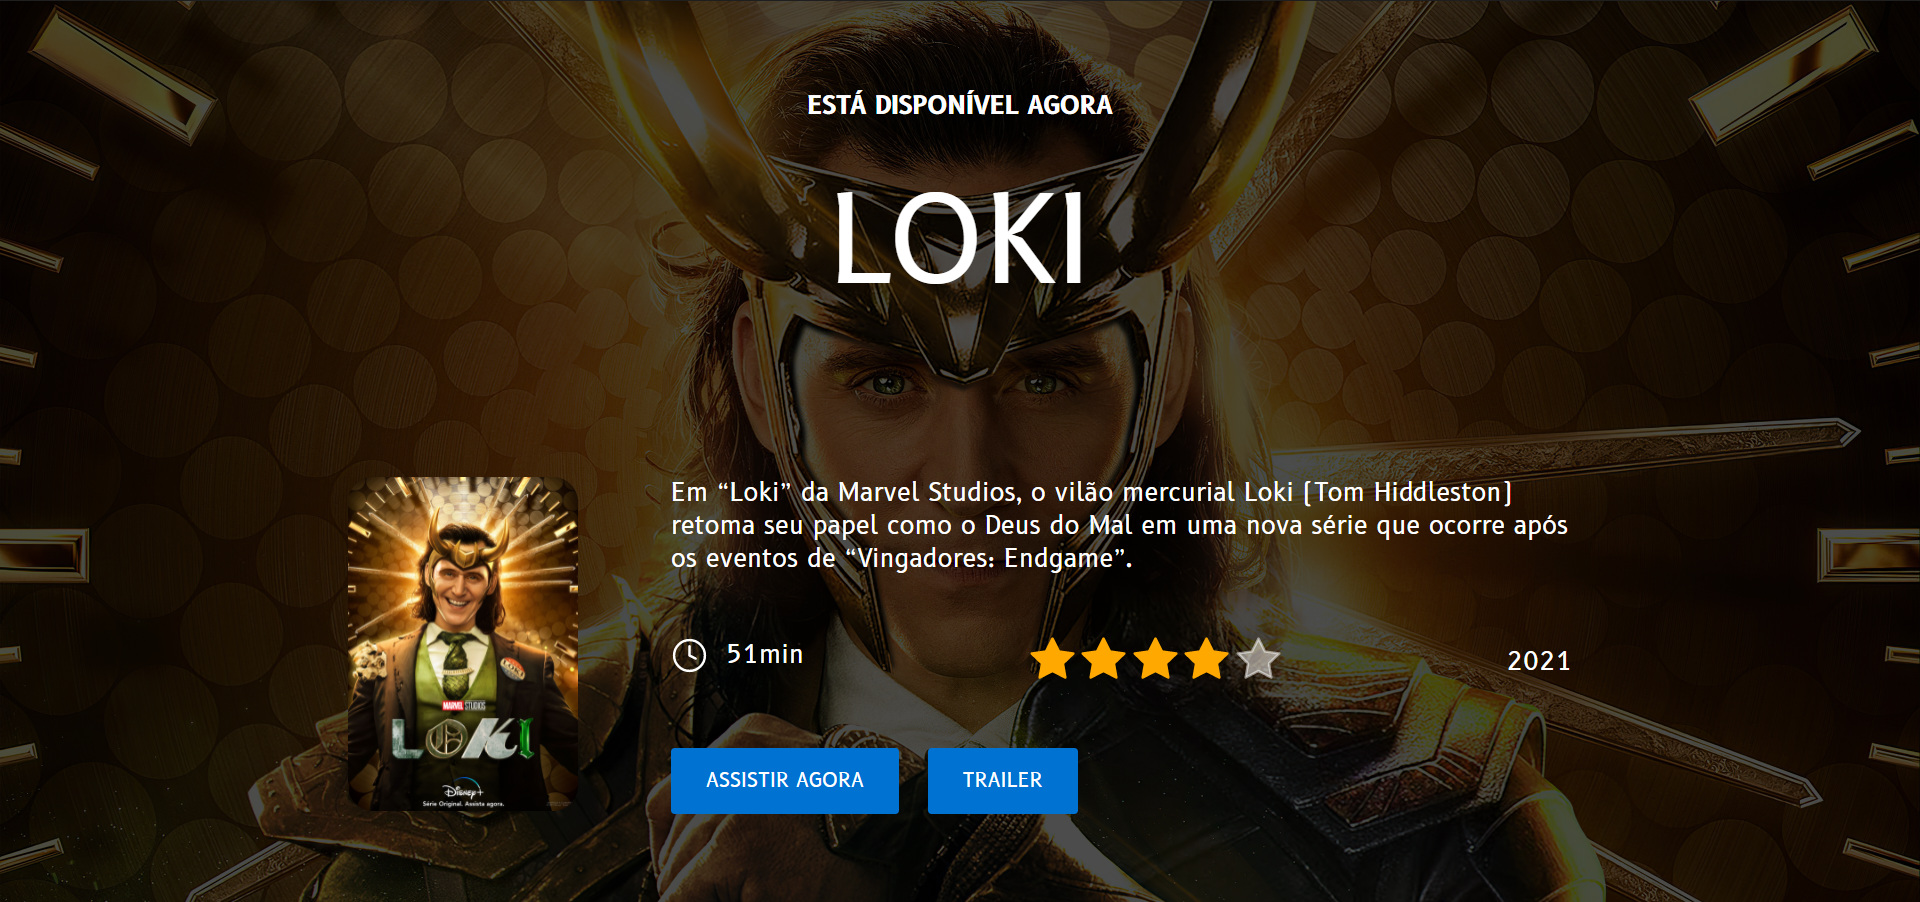 ESTÁ DISPONÍVEL AGORA
LOKI
Em “Loki” da Marvel Studios, o vilão mercurial Loki (Tom Hiddleston)
retoma seu papel como o Deus do Mal em uma nova série que ocorre após
os eventos de “Vingadores: Endgame”.
51min
2021
ASSISTIR AGORA
TRAILER
MARVEL STUDIOS
LOKI
Disney+
Série Original. Assista agora.